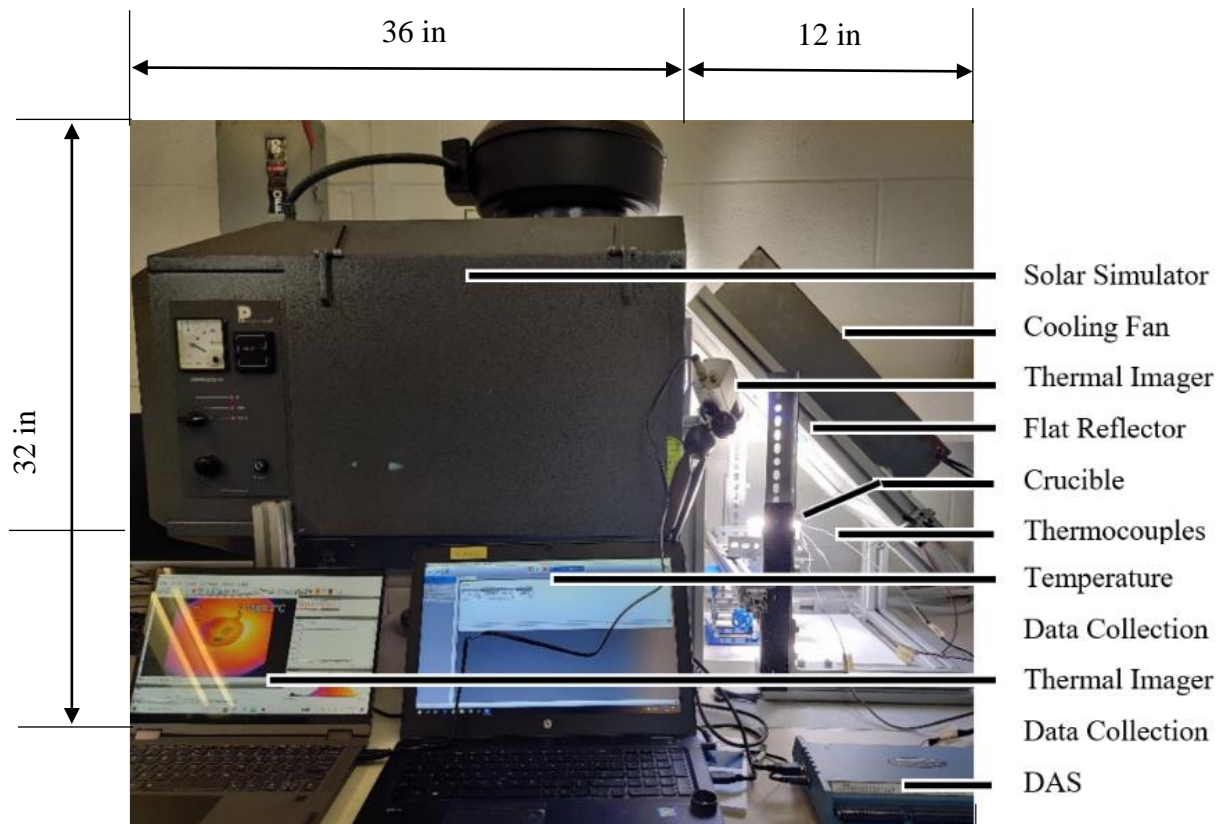 36 in
12 in
32 in
Solar Simulator
Cooling Fan
Thermal Imager
Flat Reflector
Crucible
Thermocouples
Temperature
Data Collection
Thermal Imager
Data Collection
DAS